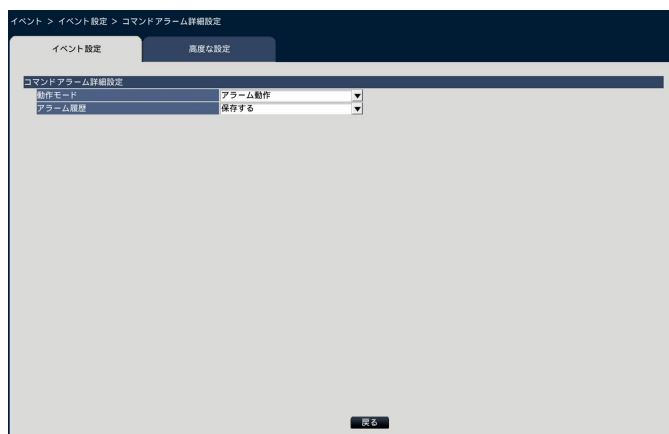 イベント > イベント設定 > コマンドアラーム詳細設定
イベント設定 高度な設定
コマンドアラーム詳細設定
動作モード アラーム動作
アラーム履歴 保存する
戻る